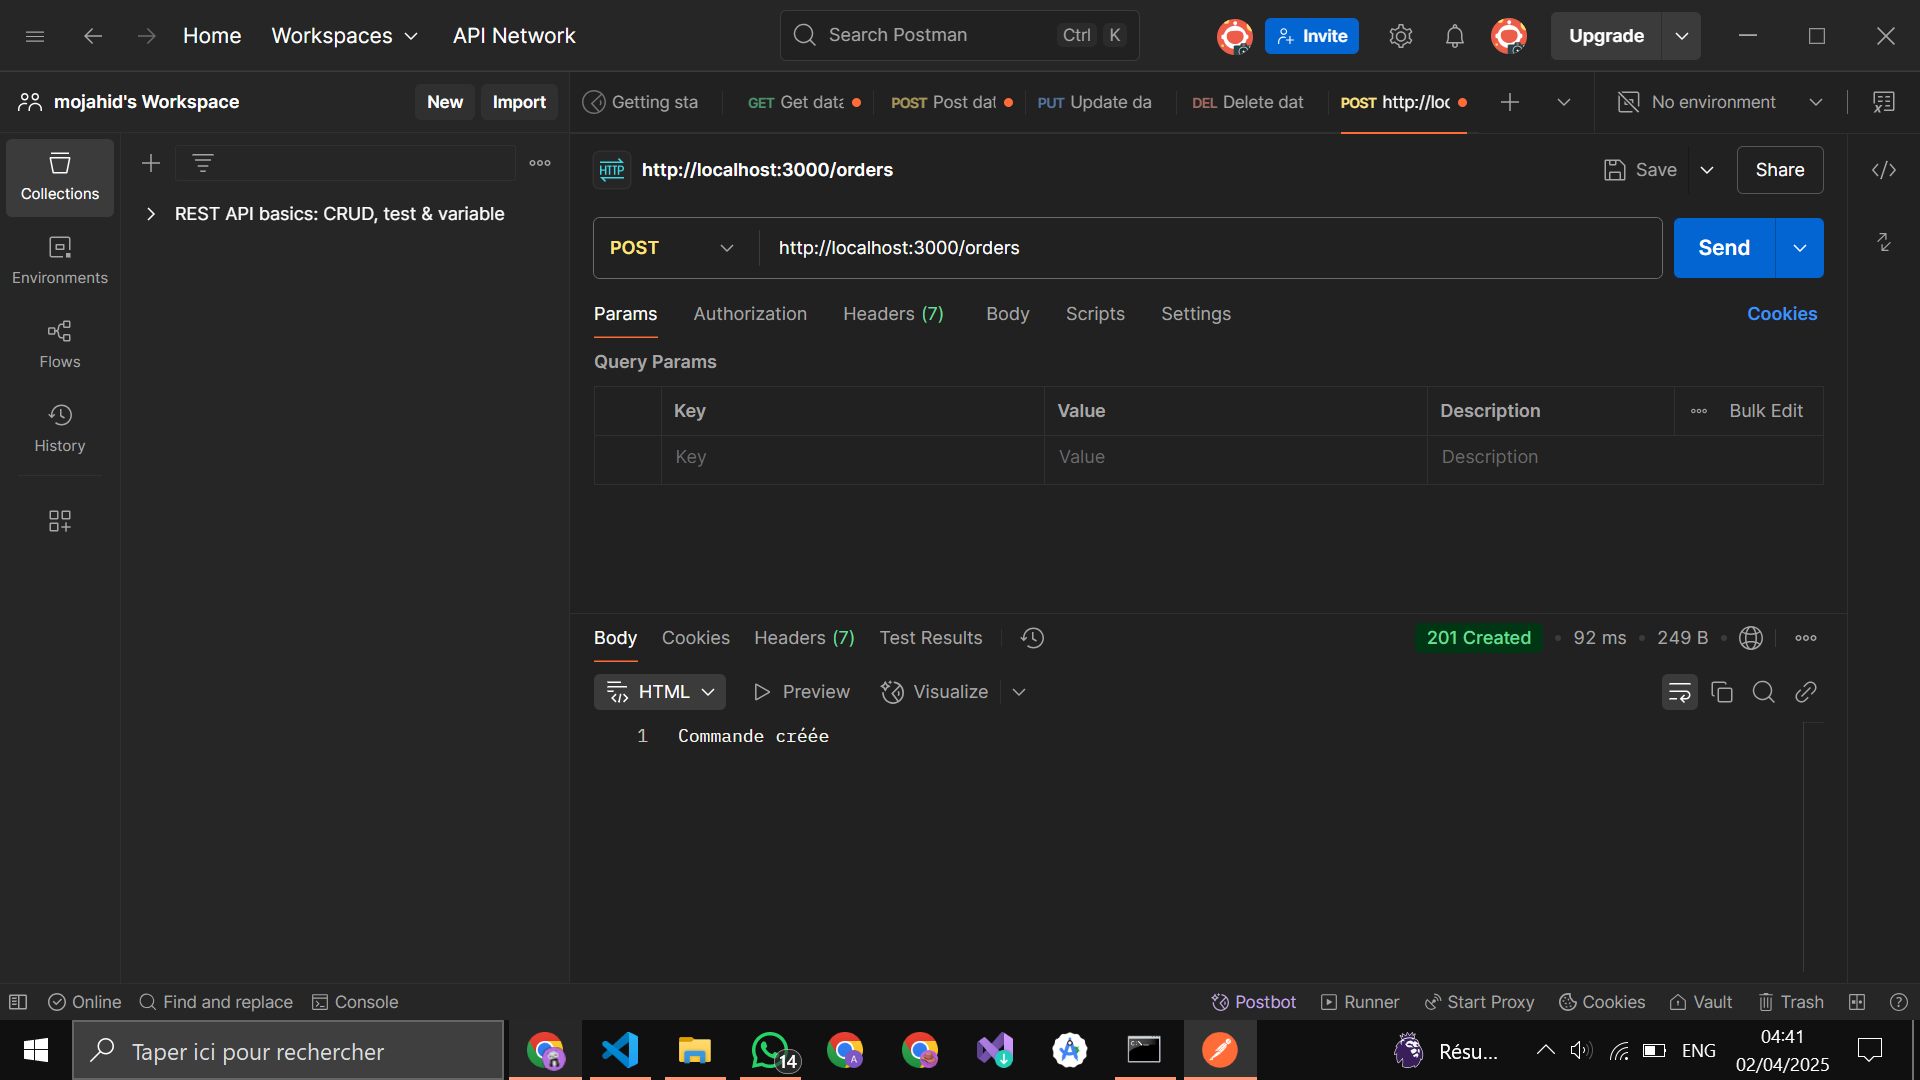 Home
Workspaces
API Network
Search Postman
Ctrl K
Invite
Upgrade
mojahid's Workspace
New
Import
Getting sta
GET Get data
POST Post dat
PUT Update da
DEL Delete dat
POST http://loc
No environment
Collections
Environments
Flows
History
REST API basics: CRUD, test & variable
HTTP http://localhost:3000/orders
Save
Share
POST
http://localhost:3000/orders
Send
Params
Authorization
Headers (7)
Body
Scripts
Settings
Cookies
Query Params
Key
Value
Description
Bulk Edit
Key
Value
Description
Body
Cookies
Headers (7)
Test Results
201 Created
92 ms
249 B
HTML
Preview
Visualize
1 Commande créée
Online
Find and replace
Console
Postbot
Runner
Start Proxy
Cookies
Vault
Trash
Taper ici pour rechercher
14
A
Résu...
ENG
04:41
02/04/2025